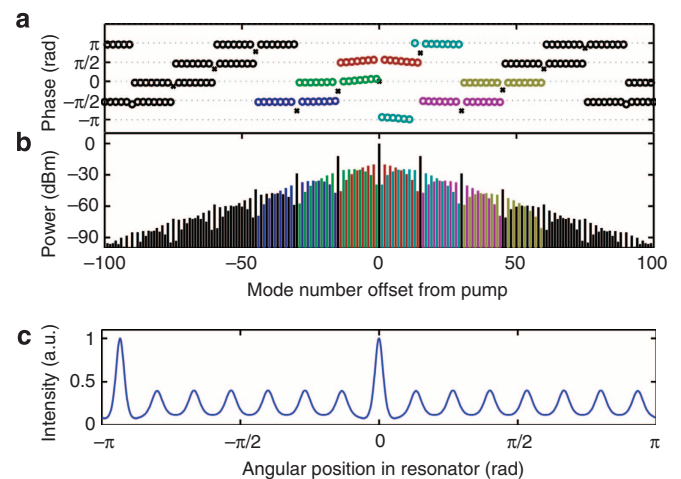 a
Phase (rad)
π
π/2
0
−π/2
−π
b
Power (dBm)
0
−30
−60
−90
−100
−50
0
50
100
Mode number offset from pump
c
Intensity (a.u.)
1
0.5
0
−π
−π/2
0
π/2
π
Angular position in resonator (rad)